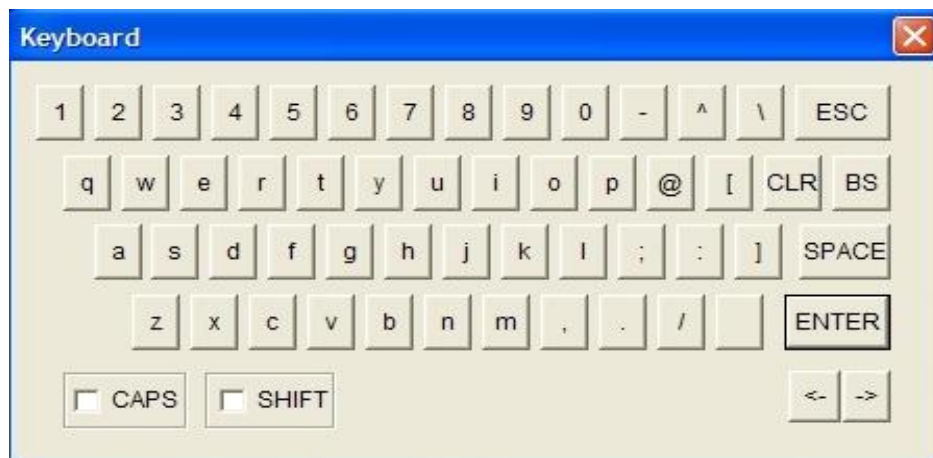 Keyboard
1 2 3 4 5 6 7 8 9 0 - ^ \ ESC
q w e r t y u i o p @ [ CLR BS
a s d f g h j k l ; : ] SPACE
z x c v b n m , . / ENTER
CAPS SHIFT <- ->